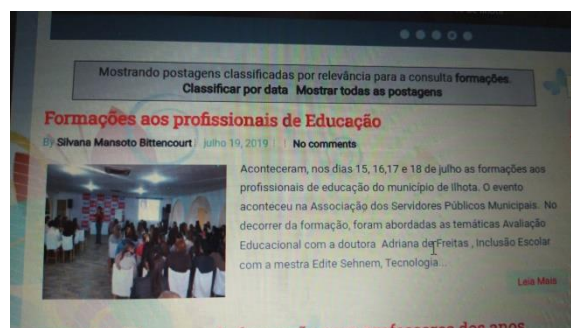 Mostrando postagens classificadas por relevância para a consulta formações.
Classificar por data Mostrar todas as postagens
Formações aos profissionais de Educação
By Silvana Mansoto Bittencourt julho 19, 2019 No comments
Aconteceram, nos dias 15, 16,17 e 18 de julho as formações aos
profissionais de educação do município de Ilhota. O evento
aconteceu na Associação dos Servidores Públicos Municipais. No
decorrer da formação, foram abordadas as temáticas Avaliação
Educacional com a doutora Adriana de Freitas , Inclusão Escolar
com a mestra Edite Sehnem, Tecnologia...
Leia Mais
dos anos